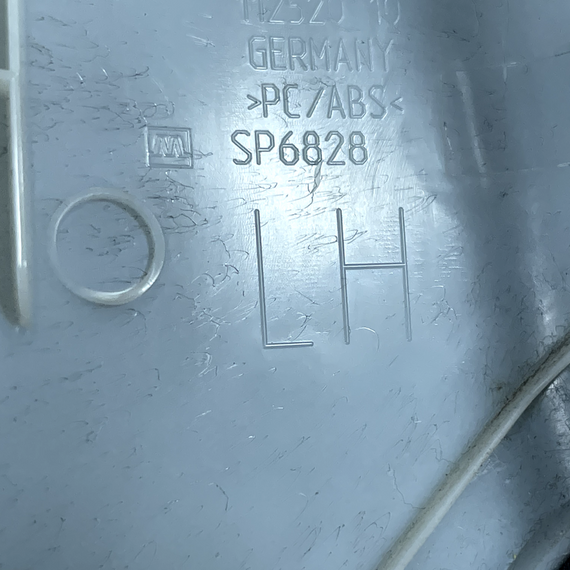 GERMANY
>PC/ABS<
SP6828
LH